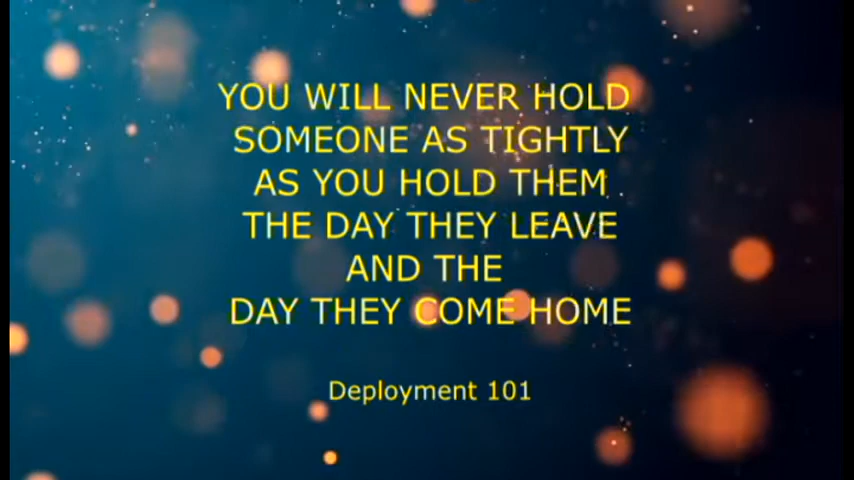 YOU WILL NEVER HOLD
SOMEONE AS TIGHTLY
AS YOU HOLD THEM
THE DAY THEY LEAVE
AND THE
DAY THEY COME HOME
Deployment 101